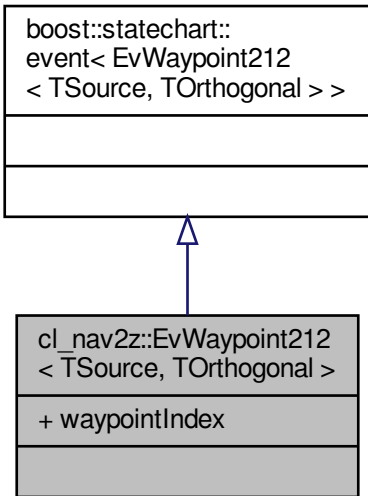 boost::statechart::
event< EvWaypoint212
< TSource, TOrthogonal > >
cl_nav2z::EvWaypoint212
< TSource, TOrthogonal >
+ waypointIndex